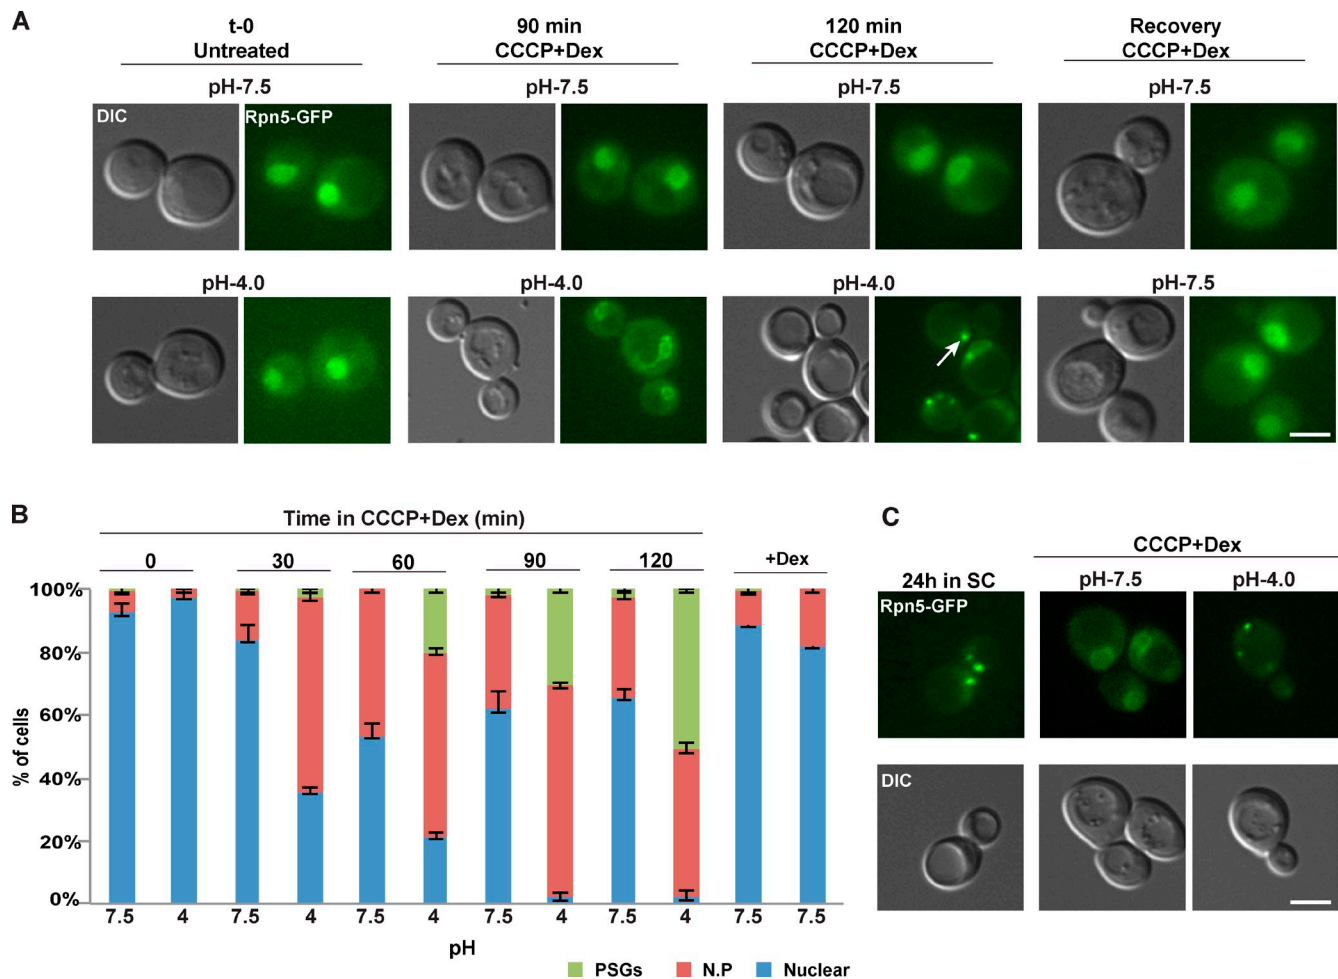 A
t-0
Untreated
90 min
CCCP+Dex
120 min
CCCP+Dex
Recovery
CCCP+Dex
pH-7.5
pH-7.5
pH-7.5
pH-7.5
DIC
Rpn5-GFP
pH-4.0
pH-4.0
pH-4.0
pH-7.5
B
Time in CCCP+Dex (min)
0
30
60
90
120
+Dex
100%
80%
60%
40%
20%
0%
% of cells
7.5
4
7.5
4
7.5
4
7.5
4
7.5
4
7.5
7.5
pH
PSGs
N.P
Nuclear
C
CCCP+Dex
24h in SC
pH-7.5
pH-4.0
Rpn5-GFP
DIC